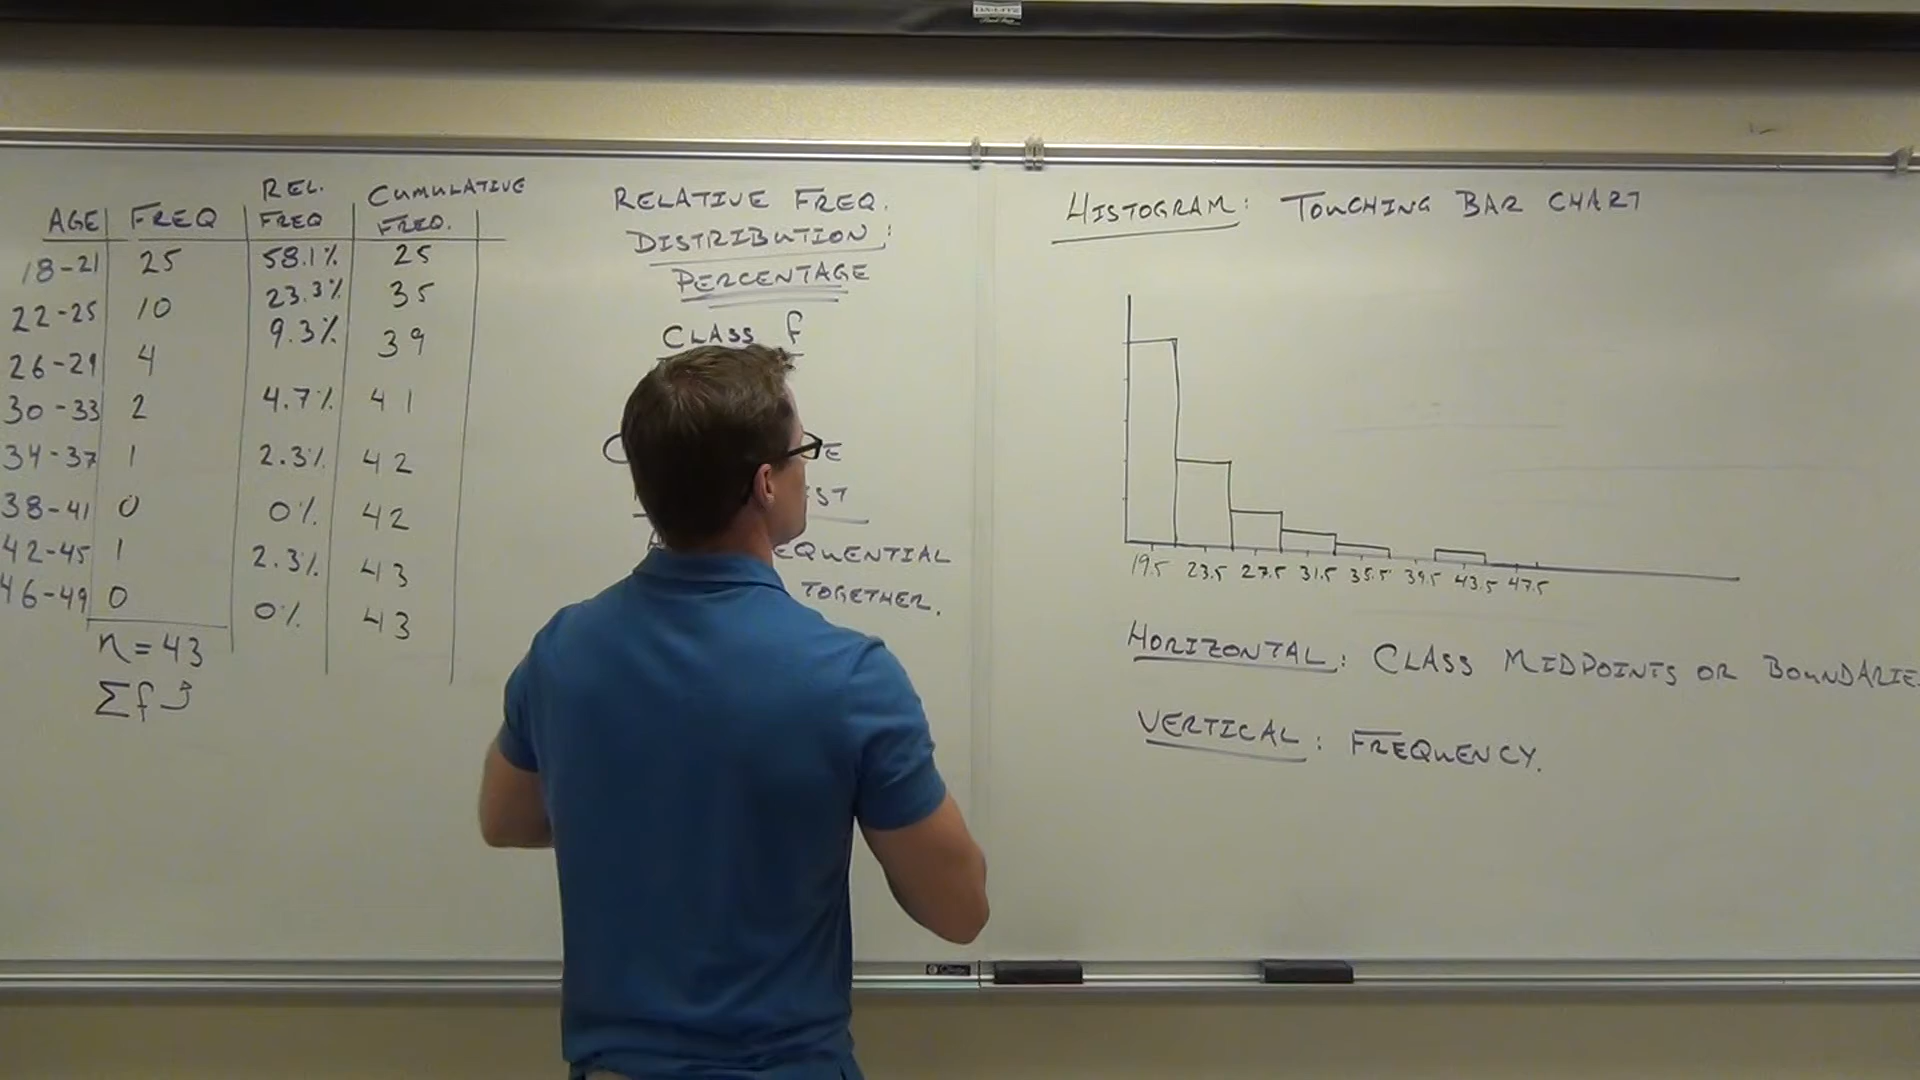 DA-LITE
AGE FREQ REL. FREQ CUMULATIVE FREQ.
18-21 25 58.1% 25
22-25 10 23.3% 35
26-29 4 9.3% 39
30-33 2 4.7% 41
34-37 1 2.3% 42
38-41 0 0% 42
42-45 1 2.3% 43
46-49 0 0% 43
n = 43
Σf
RELATIVE FREQ.
DISTRIBUTION:
PERCENTAGE
CLASS f
EQUENTIAL
TOGETHER.
HISTOGRAM: TOUCHING BAR CHART
19.5 23.5 27.5 31.5 35.5 39.5 43.5 47.5
HORIZONTAL: CLASS MIDPOINTS OR BOUNDARIES
VERTICAL: FREQUENCY.